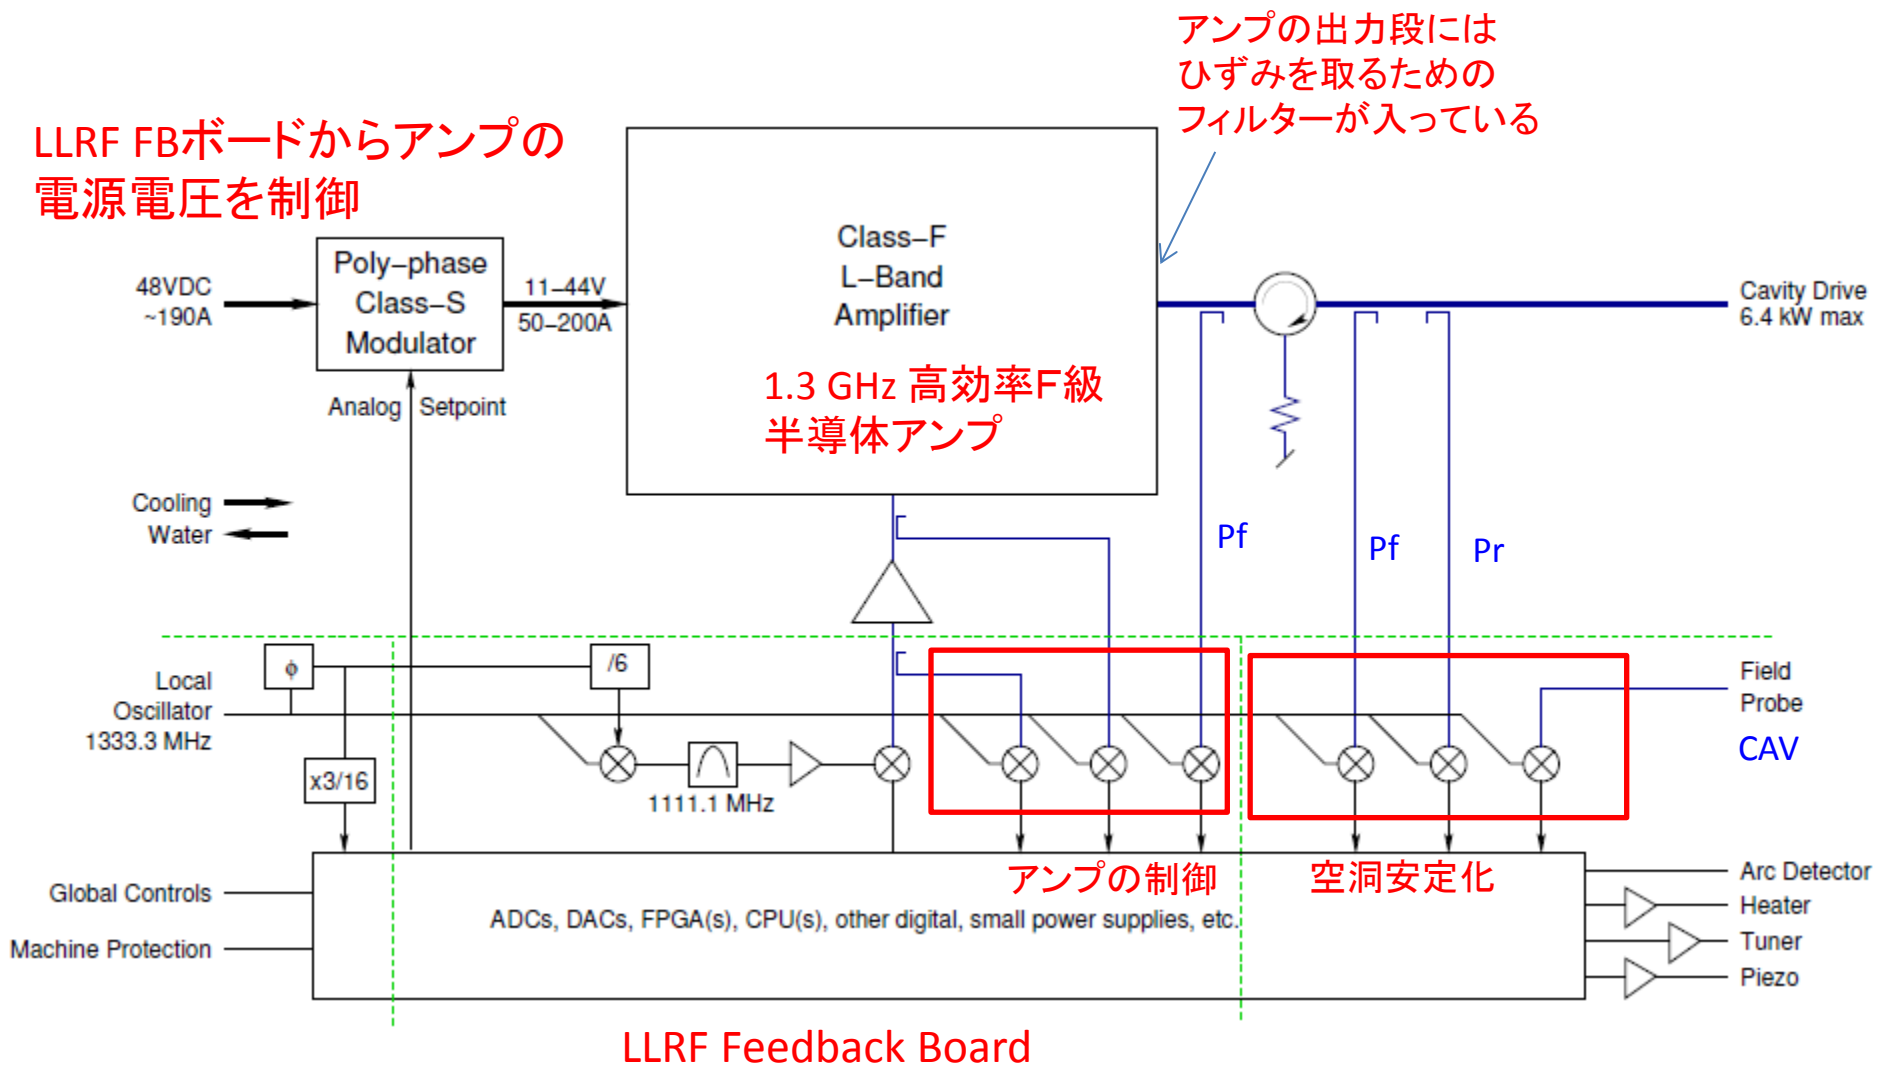 アンプの出力段には
ひずみを取るための
フィルターが入っている
LLRF FBボードからアンプの
電源電圧を制御
48VDC
~190A
Poly-phase
Class-S
Modulator
11-44V
50-200A
Class-F
L-Band
Amplifier
1.3 GHz 高効率F級
半導体アンプ
Cavity Drive
6.4 kW max
Analog Setpoint
Cooling
Water
Pf
Pf
Pr
Local
Oscillator
1333.3 MHz
ϕ
/6
x3/16
1111.1 MHz
Field
Probe
CAV
アンプの制御
空洞安定化
Global Controls
Machine Protection
ADCs, DACs, FPGA(s), CPU(s), other digital, small power supplies, etc.
Arc Detector
Heater
Tuner
Piezo
LLRF Feedback Board